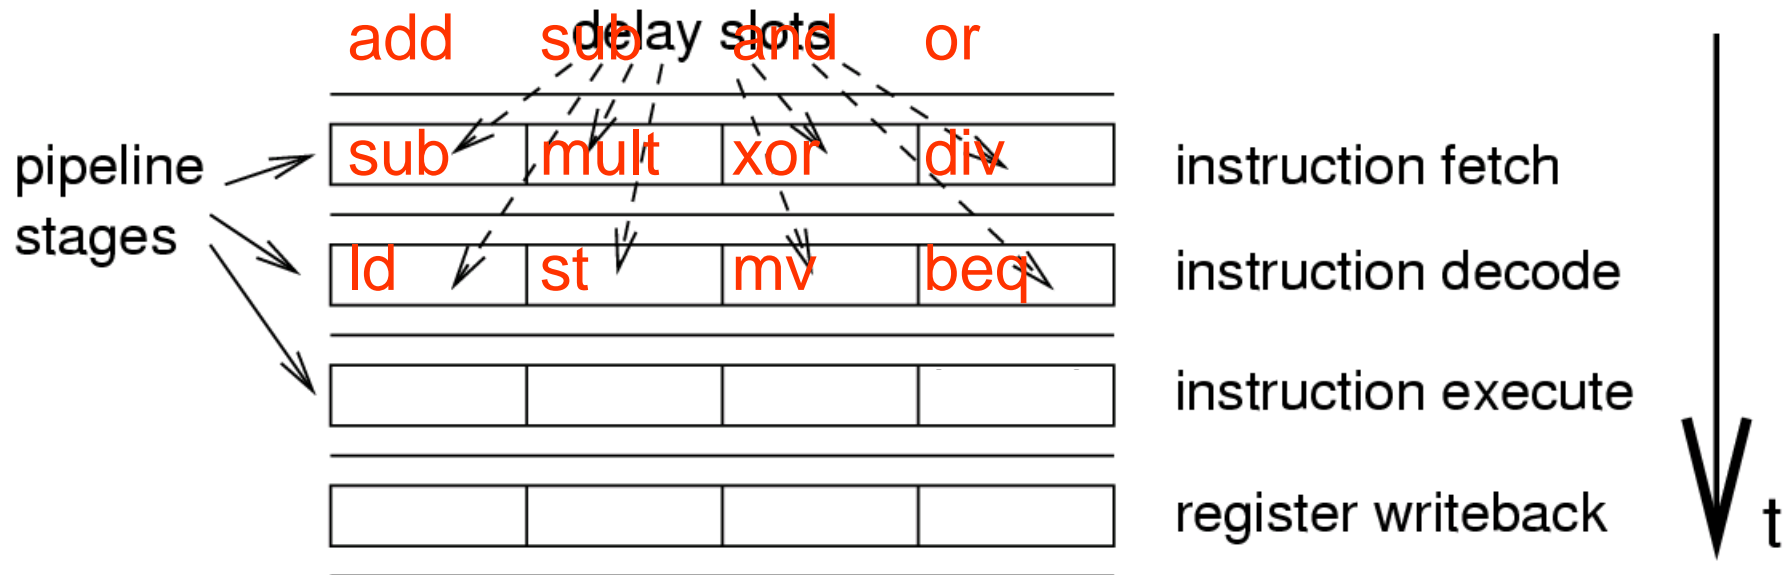 delay slots
add sub and or
pipeline
stages
sub mult xor div
instruction fetch
ld st mv beq
instruction decode
instruction execute
register writeback
t